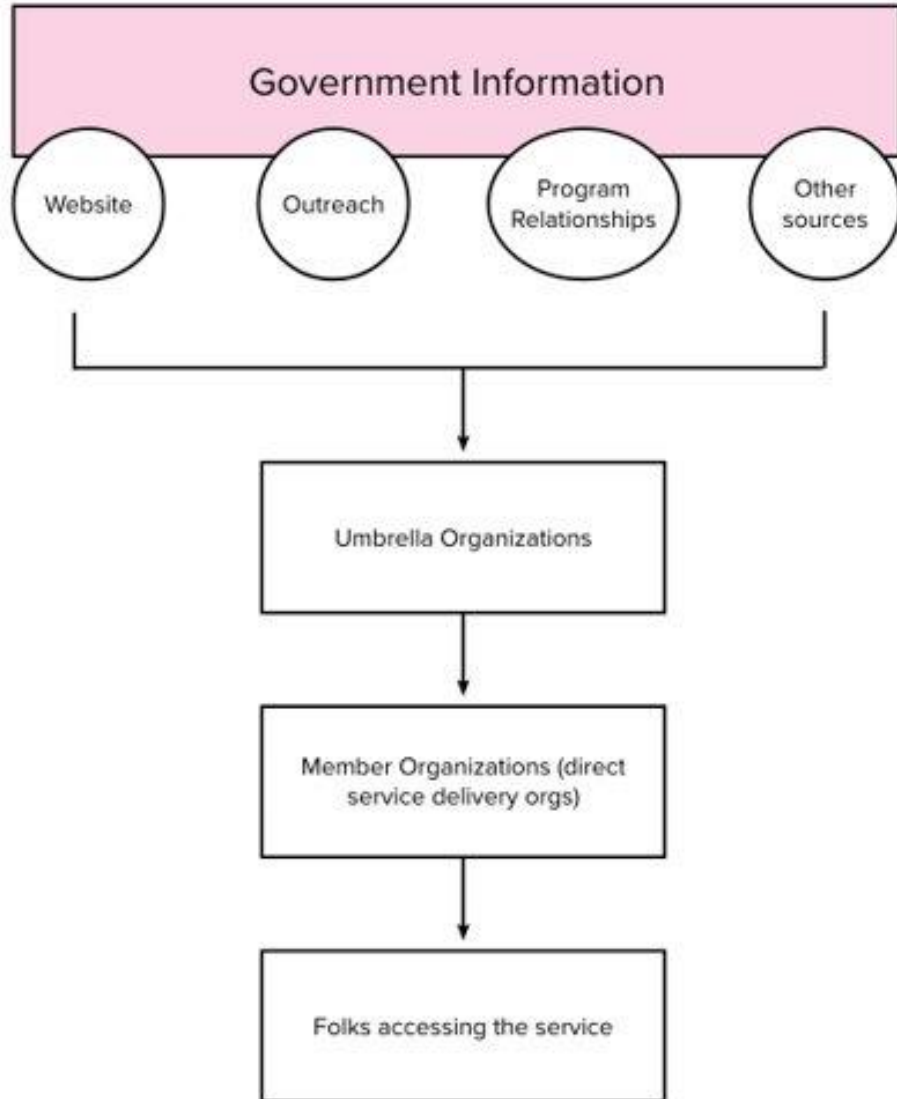 Government Information
Website
Outreach
Program
Relationships
Other
sources
Umbrella Organizations
Member Organizations (direct
service delivery orgs)
Folks accessing the service